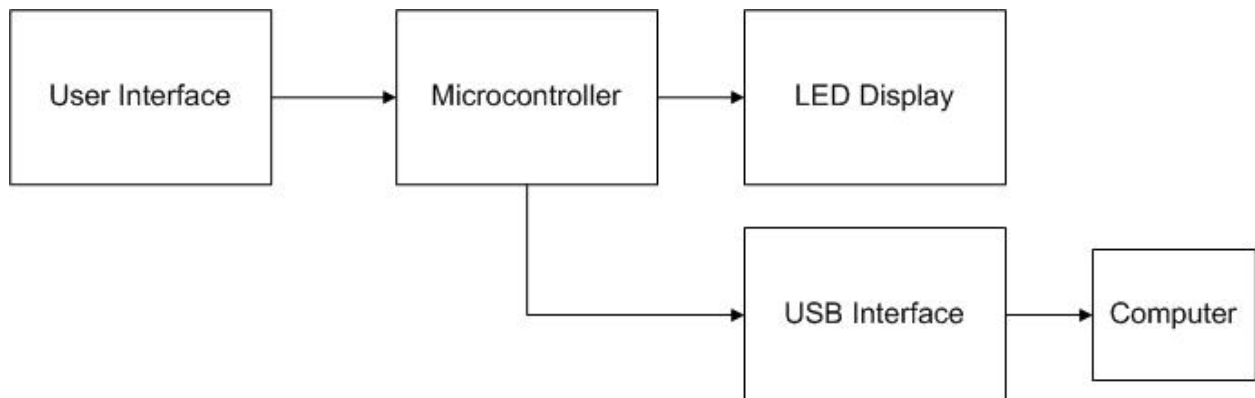 User Interface
Microcontroller
LED Display
USB Interface
Computer